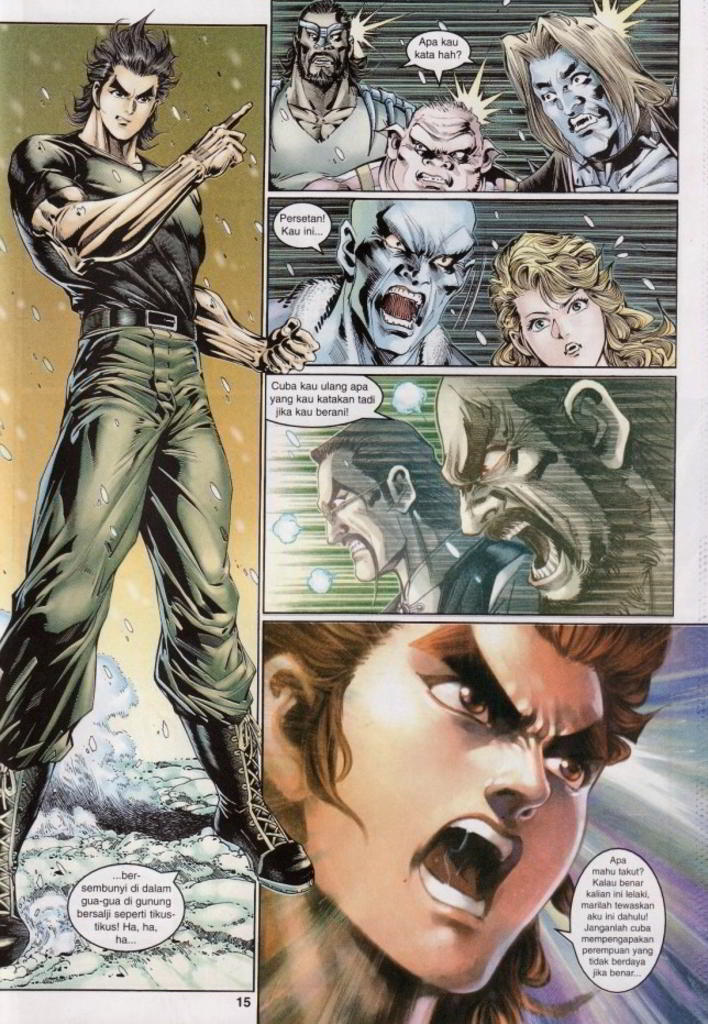 ...ber-
sembunyi di dalam
gua-gua di gunung
bersalji seperti tikus-
tikus! Ha, ha,
ha...
15
Apa kau
kata hah?
Persetan!
Kau ini...
Cuba kau ulang apa
yang kau katakan tadi
jika kau berani!
Apa
mahu takut?
Kalau benar
kalian ini lelaki,
marilah tewaskan
aku ini dahulu!
Janganlah cuba
mempengapakan
perempuan yang
tidak berdaya
jika benar...